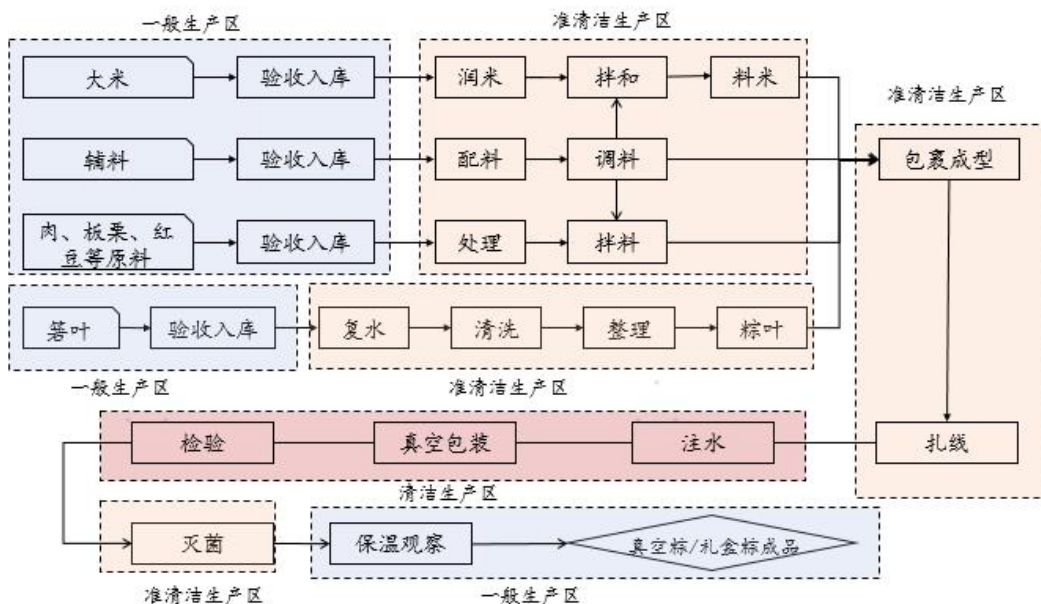 一般生产区
准清洁生产区
大米
验收入库
润米
拌和
料米
准清洁生产区
辅料
验收入库
配料
调料
包裹成型
肉、板栗、红
豆等原料
验收入库
处理
拌料
箬叶
验收入库
复水
清洗
整理
粽叶
一般生产区
准清洁生产区
检验
真空包装
注水
扎线
清洁生产区
灭菌
保温观察
真空粽/礼盒粽成品
准清洁生产区
一般生产区